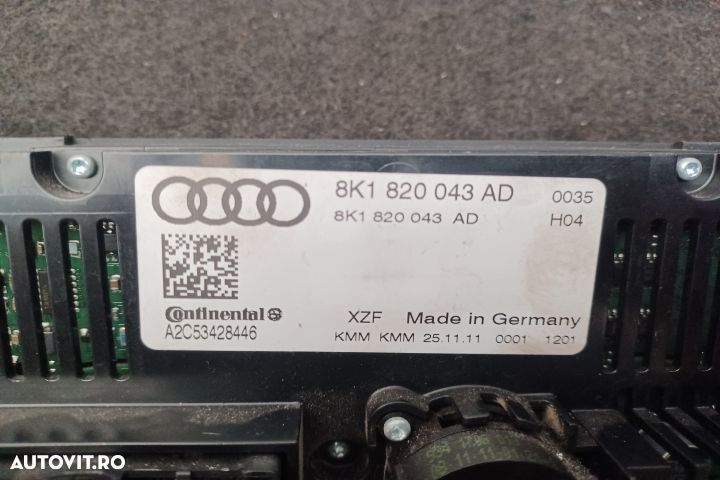 8K1 820 043 AD 0035
8K1 820 043 AD H04
Continental
A2C53428446
XZF Made in Germany
KMM KMM 25.11.11 0001 1201
AUTOVIT.RO